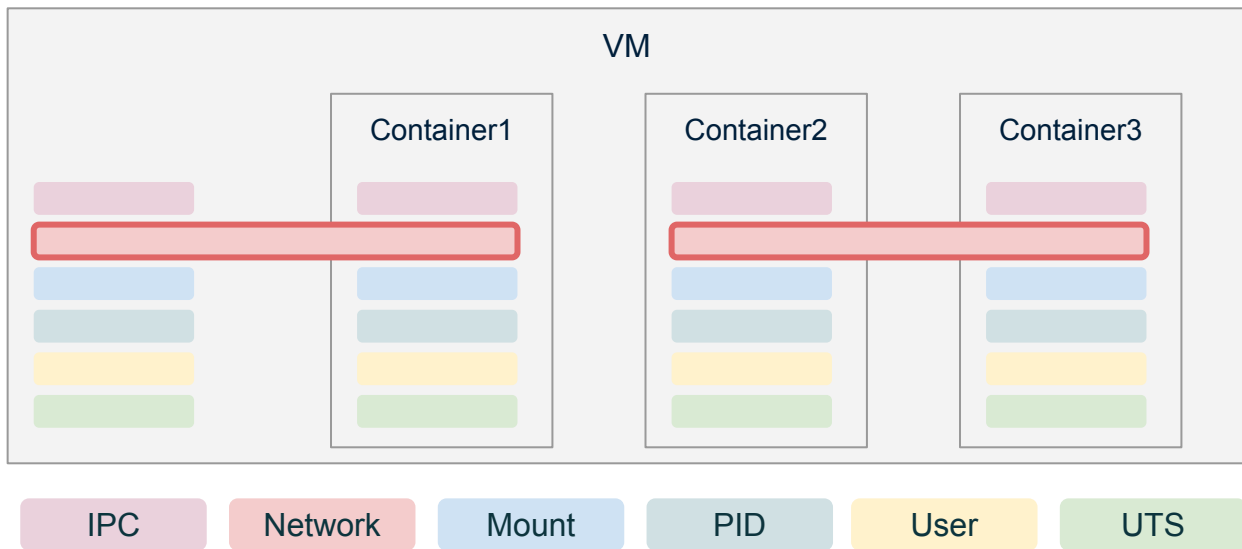 VM
Container1
Container2
Container3
IPC
Network
Mount
PID
User
UTS